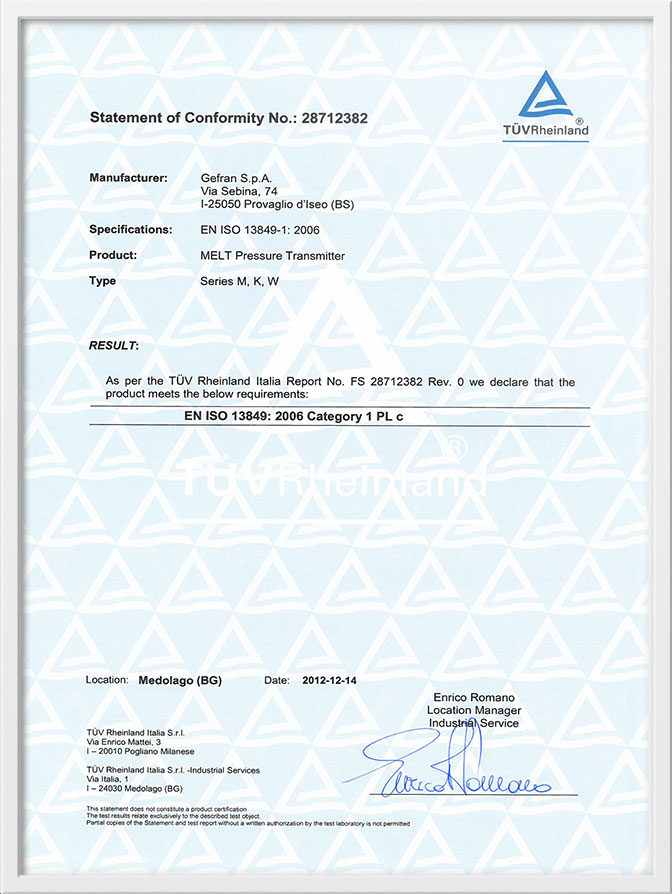 Statement of Conformity No.: 28712382
TÜVRheinland®
Manufacturer: Gefran S.p.A.
Via Sebina, 74
I-25050 Provaglio d'Iseo (BS)
Specifications: EN ISO 13849-1: 2006
Product: MELT Pressure Transmitter
Type Series M, K, W
RESULT:
As per the TÜV Rheinland Italia Report No. FS 28712382 Rev. 0 we declare that the
product meets the below requirements:
EN ISO 13849: 2006 Category 1 PL c
TÜVRheinland®
Location: Medolago (BG) Date: 2012-12-14
Enrico Romano
Location Manager
Industrial Service
TÜV Rheinland Italia S.r.l.
Via Enrico Mattei, 3
I – 20010 Pogliano Milanese
TÜV Rheinland Italia S.r.l. -Industrial Services
Via Italia, 1
I – 24030 Medolago (BG)
Enrico Romano
This statement does not constitute a product certification
The test results relate exclusively to the described test object.
Partial copies of the Statement and test report without a written authorization by the test laboratory is not permitted